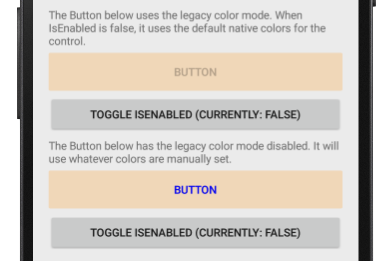 The Button below uses the legacy color mode. When
IsEnabled is false, it uses the default native colors for the
control.
BUTTON
TOGGLE ISENABLED (CURRENTLY: FALSE)
The Button below has the legacy color mode disabled. It will
use whatever colors are manually set.
BUTTON
TOGGLE ISENABLED (CURRENTLY: FALSE)